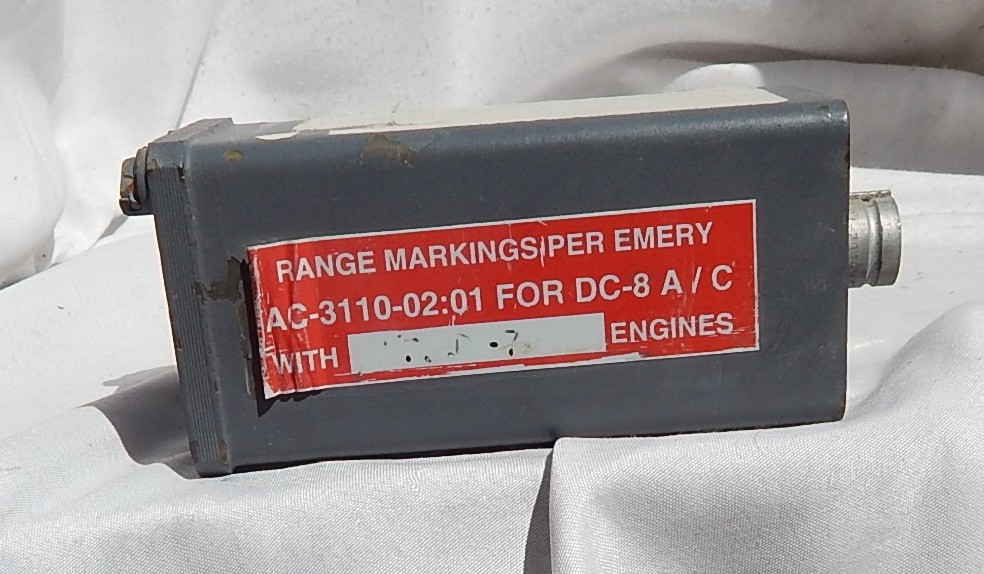 RANGE MARKINGS PER EMERY
AC-3110-02:01 FOR DC-8 A / C
WITH ENGINES